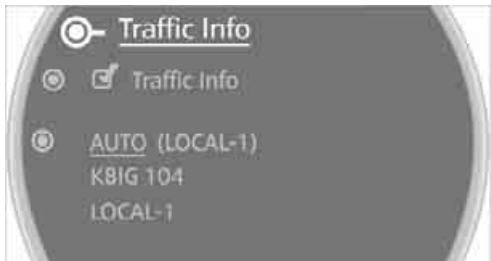 Traffic Info
Traffic Info
AUTO (LOCAL-1)
KBIG 104
LOCAL-1